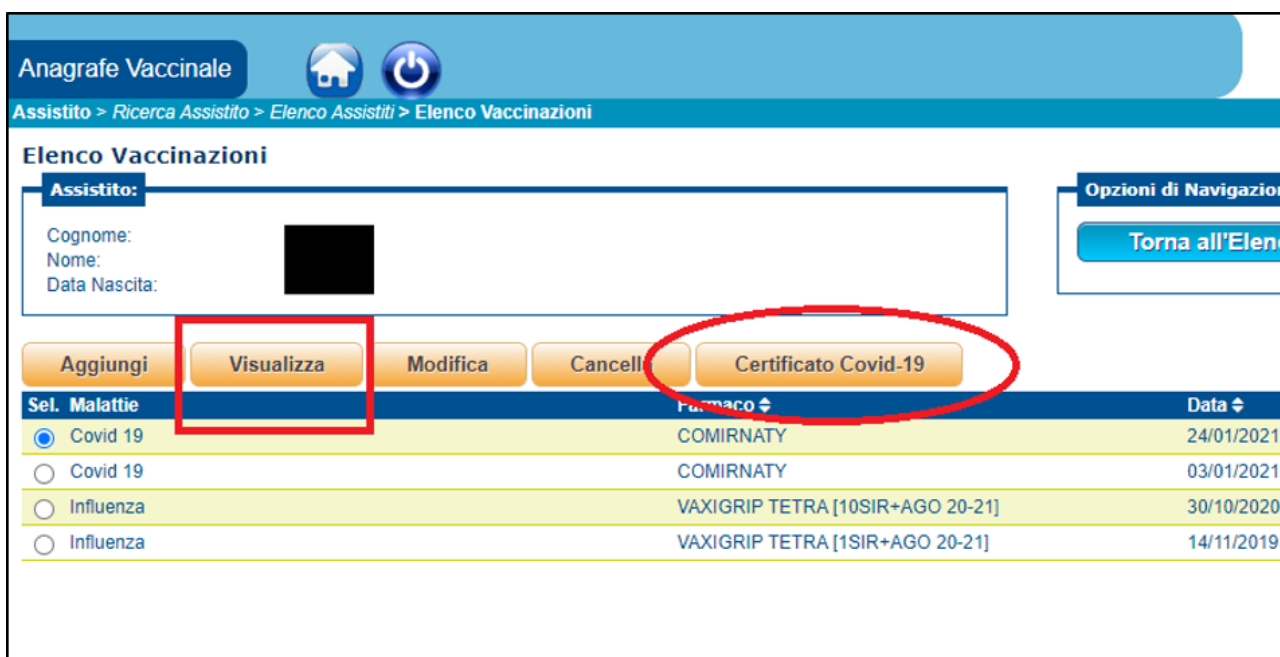 Anagrafe Vaccinale
Assistito > Ricerca Assistito > Elenco Assistiti > Elenco Vaccinazioni
Elenco Vaccinazioni
Assistito:
Opzioni di
Cognome:
Nome:
Data Nascita:
Torna all'
Aggiungi Visualizza Modifica Certificato Covid-19
Sel. Malattie Farmaco Data
Covid 19 COMIRNATY 24/01/2021
Covid 19 COMIRNATY 03/01/2021
Influenza VAXIGRIP TETRA [10SIR+AGO 20-21] 30/10/2020
Influenza VAXIGRIP TETRA [1SIR+AGO 20-21] 14/11/2019